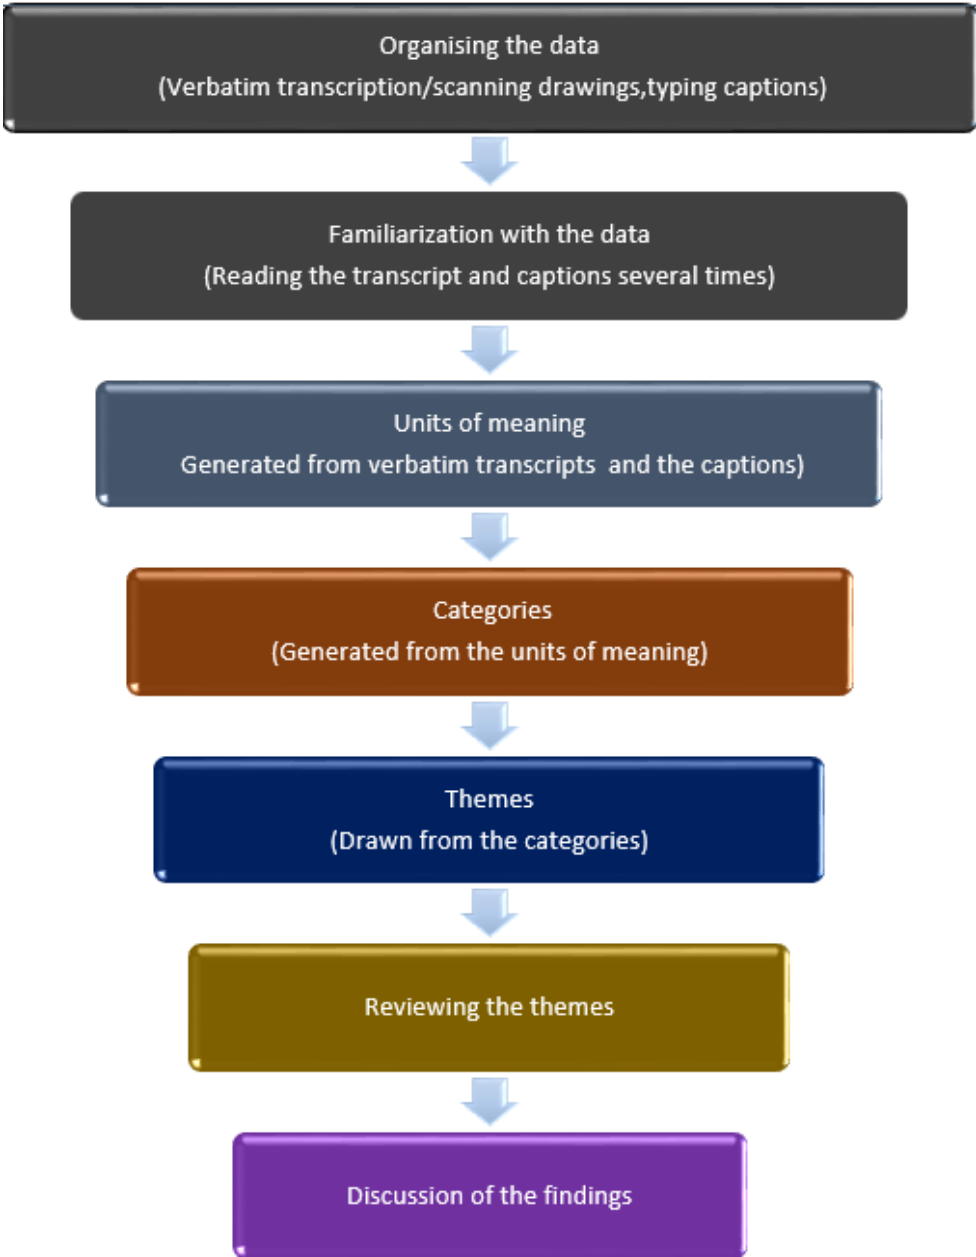 Organising the data
(Verbatim transcription/scanning drawings,typing captions)
Familiarization with the data
(Reading the transcript and captions several times)
Units of meaning
Generated from verbatim transcripts  and the captions)
Categories
(Generated from the units of meaning)
Themes
(Drawn from the categories)
Reviewing the themes
Discussion of the findings